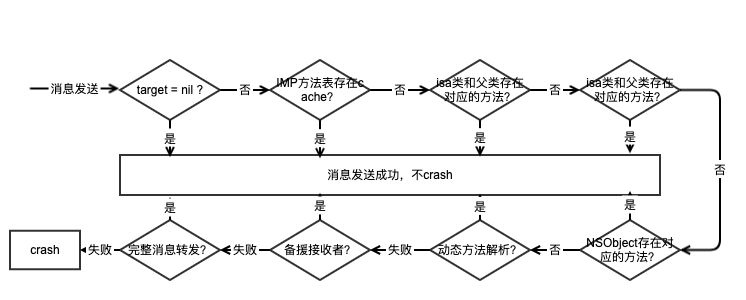 消息发送
target = nil ?
否
IMP方法表存在c
ache?
否
isa类和父类存在
对应的方法?
否
isa类和父类存在
对应的方法?
是
是
是
是
否
消息发送成功，不crash
是
是
是
是
crash
失败
完整消息转发?
失败
备援接收者?
失败
动态方法解析?
否
NSObject存在对
应的方法?